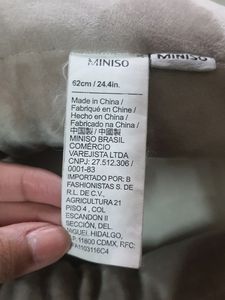 MINISO
MINISO
62cm / 24.4in.
Made in China /
Fabriqué en Chine /
Hecho en China /
Fabricado na China /
中国製 / 中國製
MINISO BRASIL
COMÉRCIO
VAREJISTA LTDA
CNPJ: 27.512.306 /
0001-83
IMPORTADO POR: B
FASHIONISTAS S. DE
R.L. DE C.V.,
AGRICULTURA 21
PISO 4 , COL
ESCANDON II
SECCIÓN, DEL.
MIGUEL HIDALGO,
C.P. 11800 CDMX, RFC: